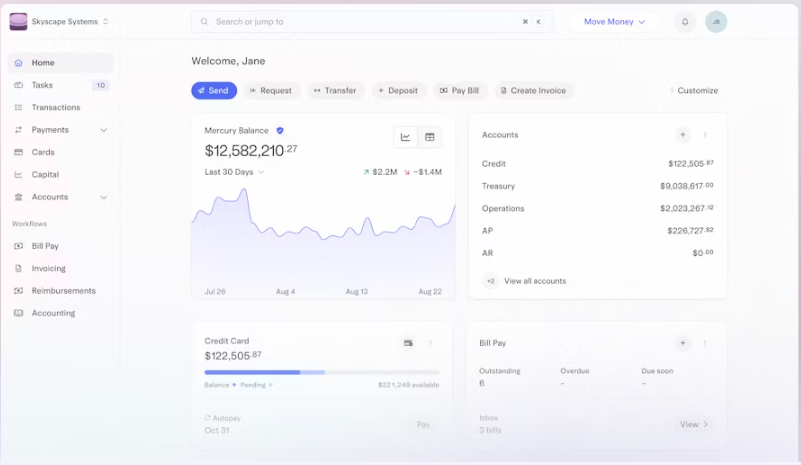 Skyscape Systems
Search or jump to
⌘ K
Move Money
JB
Home
Tasks 10
Transactions
Payments
Cards
Capital
Accounts
Workflows
Bill Pay
Invoicing
Reimbursements
Accounting
Welcome, Jane
Send Request Transfer Deposit Pay Bill Create Invoice Customize
Mercury Balance
$12,582,210.27
Last 30 Days $2.2M −$1.4M
Jul 26 Aug 4 Aug 13 Aug 22
Accounts
Credit $122,505.87
Treasury $9,038,617.00
Operations $2,023,267.12
AP $226,727.82
AR $0.00
+2 View all accounts
Credit Card
$122,505.87
Balance Pending $221,249 available
Autopay
Oct 31
Pay
Bill Pay
Outstanding Overdue Due soon
6 - -
Inbox
3 bills
View